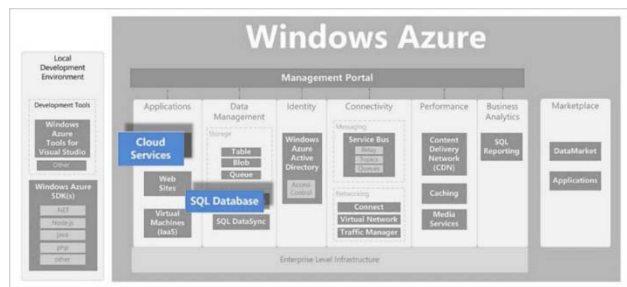 Windows Azure
Management Portal
Local
Development
Environment
Development Tools
Windows
Azure
Tools for
Visual Studio
Other
Windows Azure
SDK(s)
.NET
Node.js
Java
php
other
Applications
Cloud
Services
Web
Sites
Virtual
Machines
(IaaS)
Data
Management
Storage
Table
Blob
Queue
SQL Database
SQL DataSync
Identity
Windows
Azure
Active
Directory
Access
Control
Connectivity
Messaging
Service Bus
Relay
Topics
Queues
Networking
Connect
Virtual Network
Traffic Manager
Performance
Content
Delivery
Network
(CDN)
Caching
Media
Services
Business
Analytics
SQL
Reporting
Marketplace
DataMarket
Applications
Enterprise Level Infrastructure